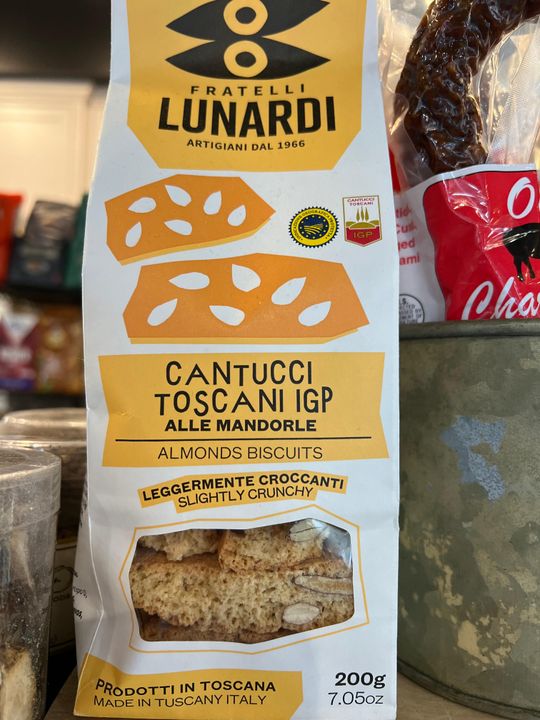 FRATELLI
LUNARDI
ARTIGIANI DAL 1966
CANTUCCI
TOSCANI
IGP
CANTUCCI
TOSCANI IGP
ALLE MANDORLE
ALMONDS BISCUITS
LEGGERMENTE CROCCANTI
SLIGHTLY CRUNCHY
PRODOTTI IN TOSCANA
MADE IN TUSCANY ITALY
200g
7.05oz